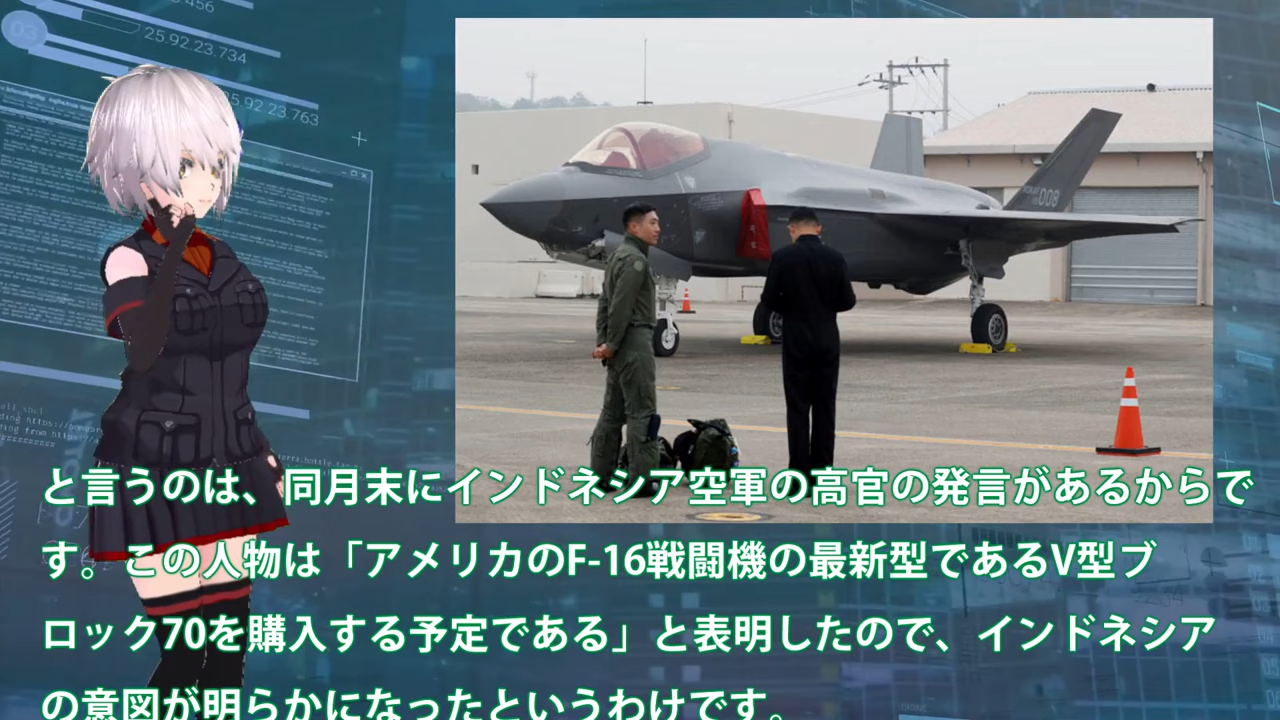 3.456
03
25.92.23.734
5.92 23.763
008
と言うのは、同月末にインドネシア空軍の高官の発言があるからで
す。この人物は「アメリカのF-16戦闘機の最新型であるV型ブ
ロック70を購入する予定である」と表明したので、インドネシア
の意図が明らかになったというわけです。